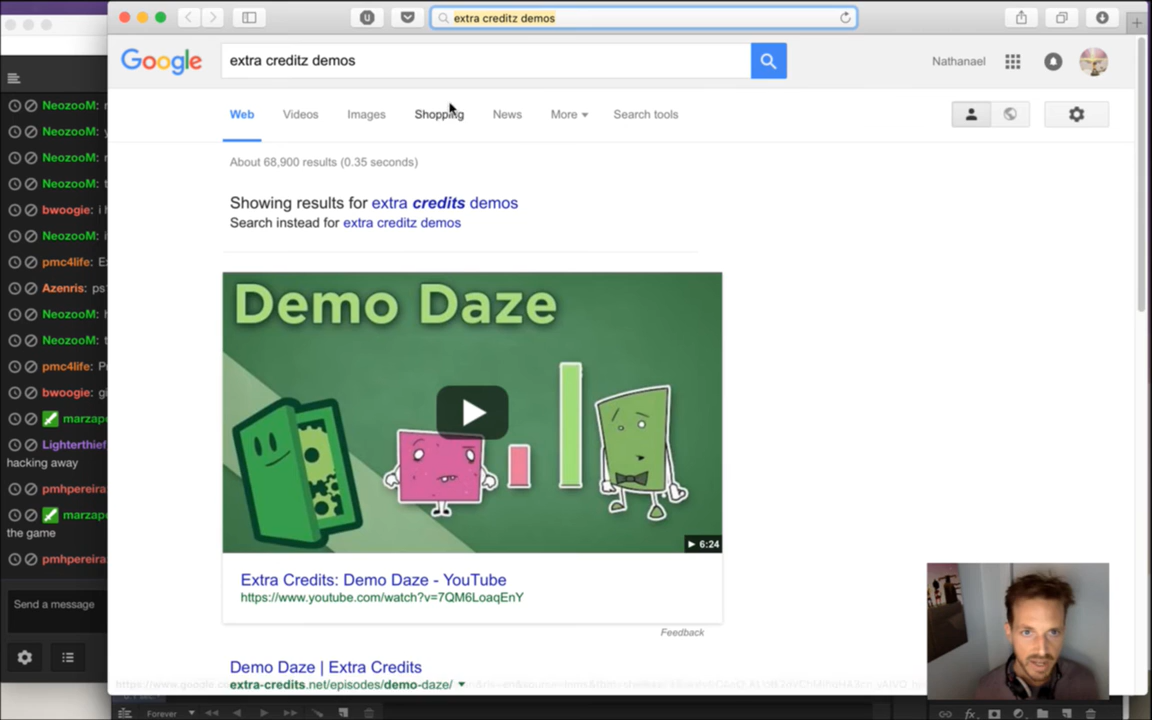 extra creditz demos
Google
extra creditz demos
Nathanael
Web
Videos
Images
Shopping
News
More
Search tools
About 68,900 results (0.35 seconds)
Showing results for extra credits demos
Search instead for extra creditz demos
Demo Daze
6:24
Extra Credits: Demo Daze - YouTube
https://www.youtube.com/watch?v=7QM6LoaqEnY
Feedback
Demo Daze | Extra Credits
extra-credits.net/episodes/demo-daze/
NeozooM:
NeozooM:
NeozooM:
NeozooM:
bwoogie: i
NeozooM:
pmc4life:
Azenris: ps
NeozooM:
NeozooM:
pmc4life:
bwoogie:
Lighterthief
hacking away
pmhpereira
the game
pmhpereira
Send a message
Forever
fx